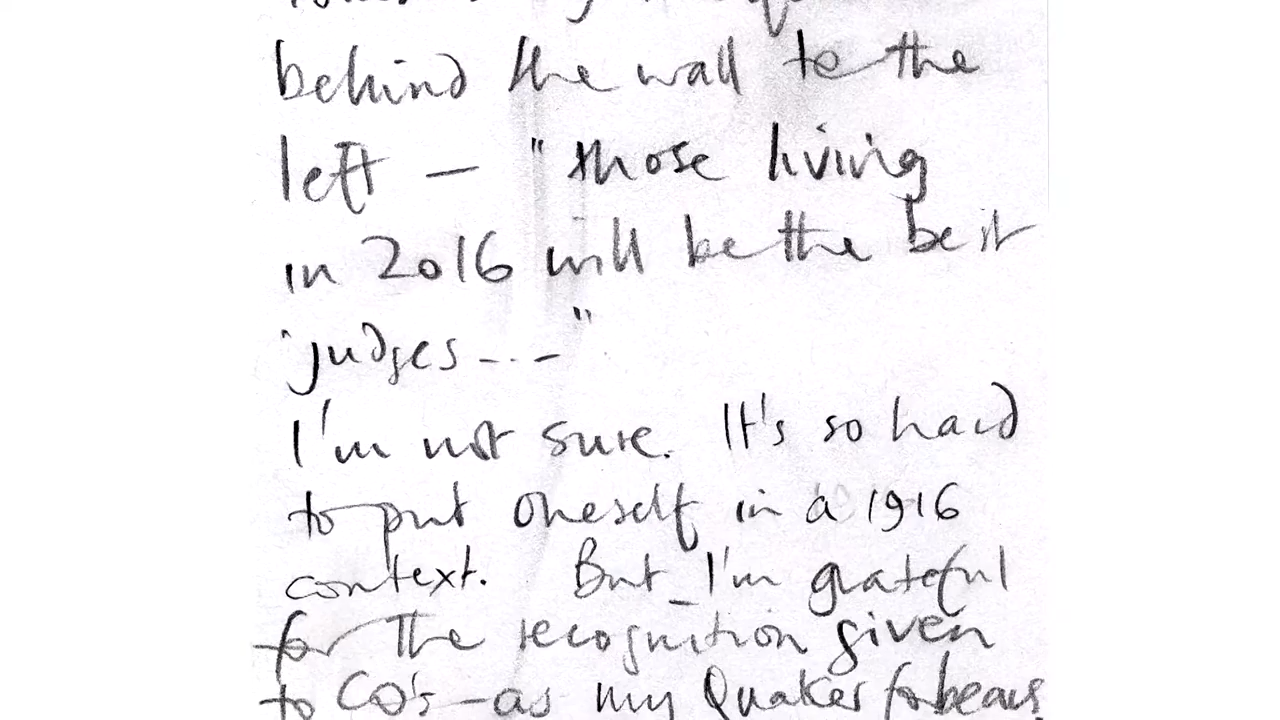 behind the wall to the
left — "those living
in 2016 will be the best
judges --- "
I'm not sure. It's so hard
to put oneself in a 1916
context. But I'm grateful
for the recognition given
to CO's - as my Quaker forbears